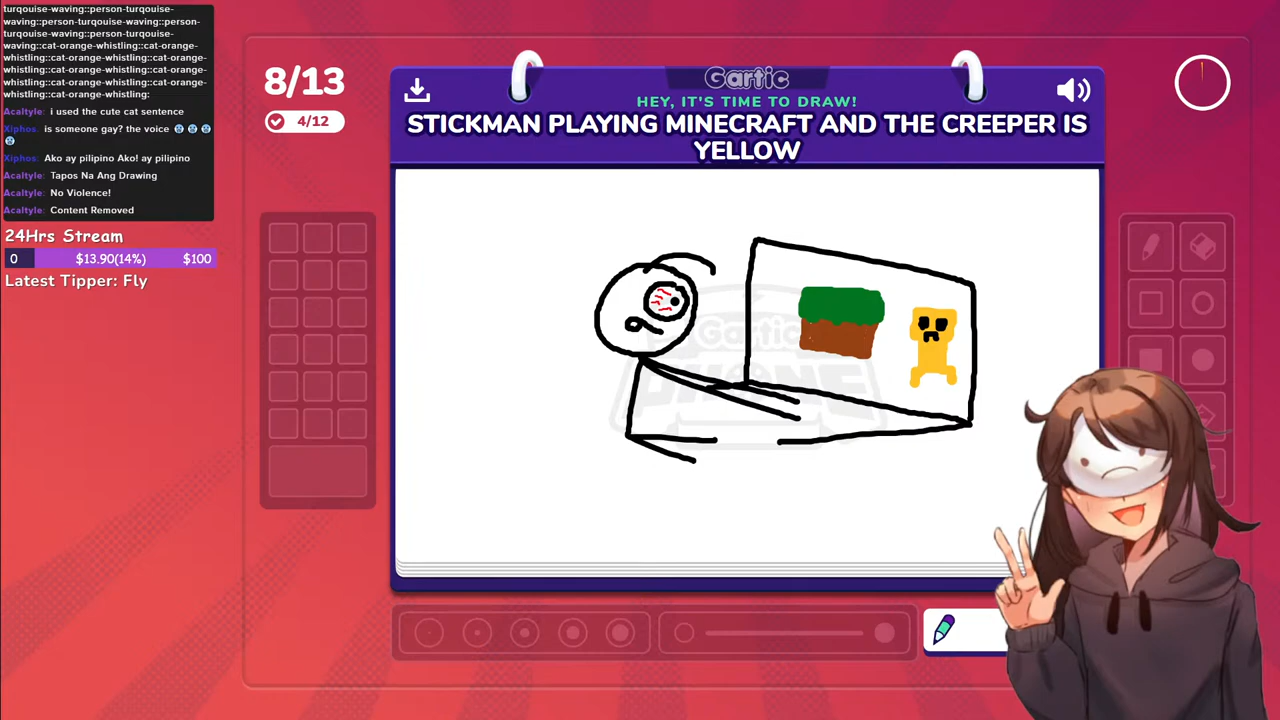 turqouise-waving::person-turqouise-
waving::person-turqouise-waving::person-
turqouise-waving::person-turqouise-
waving::cat-orange-whistling::cat-orange-
whistling::cat-orange-whistling::cat-orange-
whistling::cat-orange-whistling::cat-orange-
whistling::cat-orange-whistling::cat-orange-
whistling:
Acaltyle: i used the cute cat sentence
Xiphos: is someone gay? the voice
Xiphos: Ako ay pilipino Ako! ay pilipino
Acaltyle: Tapos Na Ang Drawing
Acaltyle: No Violence!
Acaltyle: Content Removed
24Hrs Stream
0 $13.90(14%) $100
Latest Tipper: Fly
8/13
4/12
Gartic
HEY, IT'S TIME TO DRAW!
STICKMAN PLAYING MINECRAFT AND THE CREEPER IS
YELLOW
Gartic
PHONE